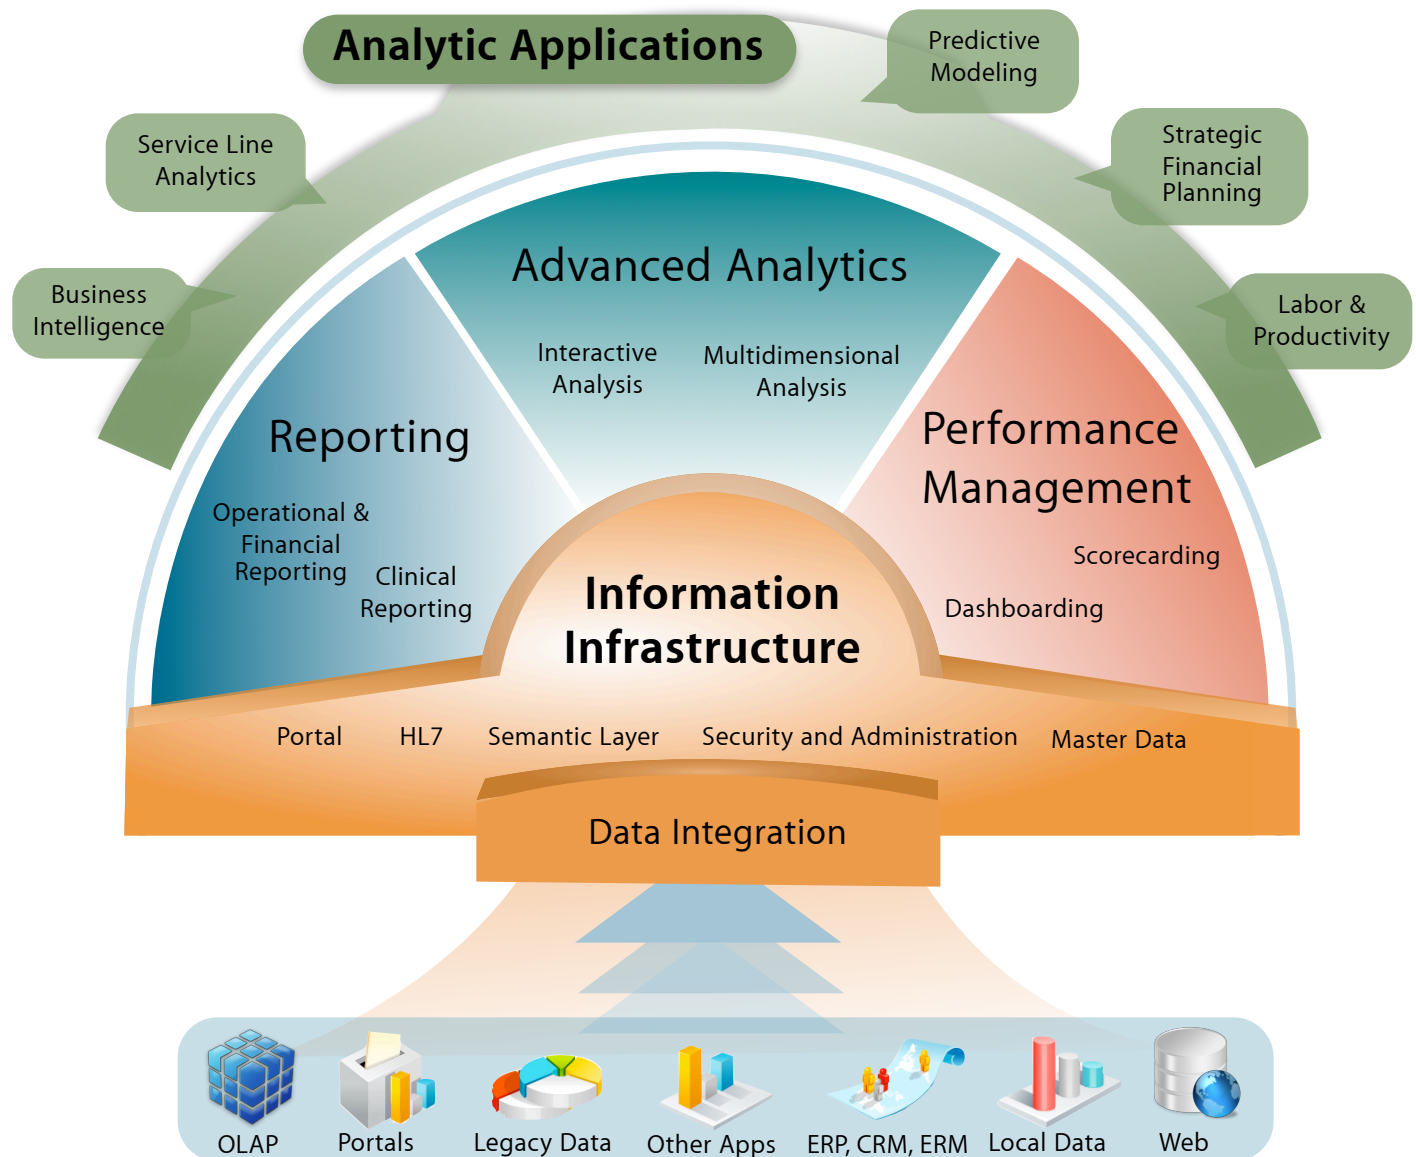 Analytic Applications
Predictive
Modeling
Service Line
Analytics
Strategic
Financial
Planning
Business
Intelligence
Labor &
Productivity
Advanced Analytics
Interactive
Analysis
Multidimensional
Analysis
Reporting
Operational &
Financial
Reporting
Clinical
Reporting
Performance
Management
Scorecarding
Dashboarding
Information
Infrastructure
Portal
HL7
Semantic Layer
Security and Administration
Master Data
Data Integration
OLAP
Portals
Legacy Data
Other Apps
ERP, CRM, ERM
Local Data
Web